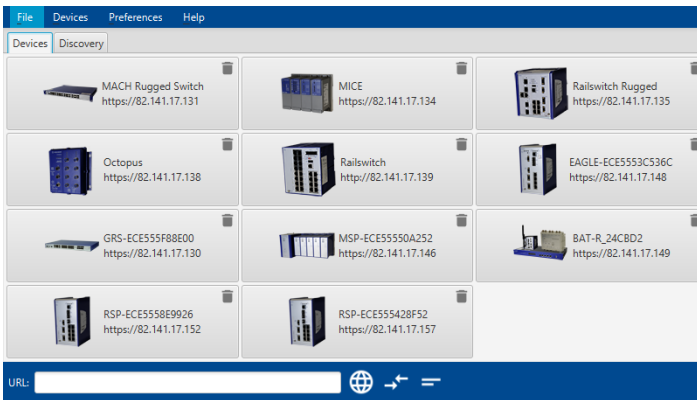 File Devices Preferences Help
Devices Discovery
MACH Rugged Switch
https://82.141.17.131
MICE
https://82.141.17.134
Railswitch Rugged
https://82.141.17.135
Octopus
https://82.141.17.138
Railswitch
http://82.141.17.139
EAGLE-ECE5553C536C
https://82.141.17.148
GRS-ECE555F88E00
https://82.141.17.130
MSP-ECE55550A252
https://82.141.17.146
BAT-R_24CBD2
https://82.141.17.149
RSP-ECE5558E9926
https://82.141.17.152
RSP-ECE555428F52
https://82.141.17.157
URL: